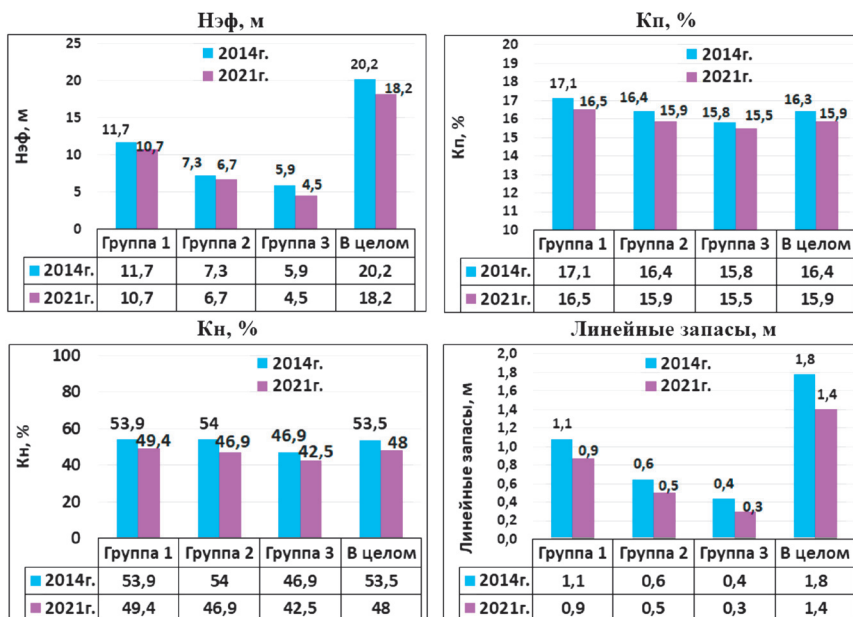 Нэф, м
25
20
15
10
5
0
Нэф, м
2014г.
2021г.
11,7
10,7
7,3
6,7
5,9
4,5
20,2
18,2
Группа 1 Группа 2 Группа 3 В целом
2014г. 11,7 7,3 5,9 20,2
2021г. 10,7 6,7 4,5 18,2
Кп, %
20
19
18
17
16
15
14
13
12
11
10
Кп, %
2014г.
2021г.
17,1
16,5
16,4
15,9
15,8
15,5
16,3
15,9
Группа 1 Группа 2 Группа 3 В целом
2014г. 17,1 16,4 15,8 16,4
2021г. 16,5 15,9 15,5 15,9
Кн, %
100
80
60
40
20
0
Кн, %
2014г.
2021г.
53,9
49,4
54
46,9
46,9
42,5
53,5
48
Группа 1 Группа 2 Группа 3 В целом
2014г. 53,9 54 46,9 53,5
2021г. 49,4 46,9 42,5 48
Линейные запасы, м
2,0
1,8
1,6
1,4
1,2
1,0
0,8
0,6
0,4
0,2
0,0
Линейные запасы, м
2014г.
2021г.
1,1
0,9
0,6
0,5
0,4
0,3
1,8
1,4
Группа 1 Группа 2 Группа 3 В целом
2014г. 1,1 0,6 0,4 1,8
2021г. 0,9 0,5 0,3 1,4